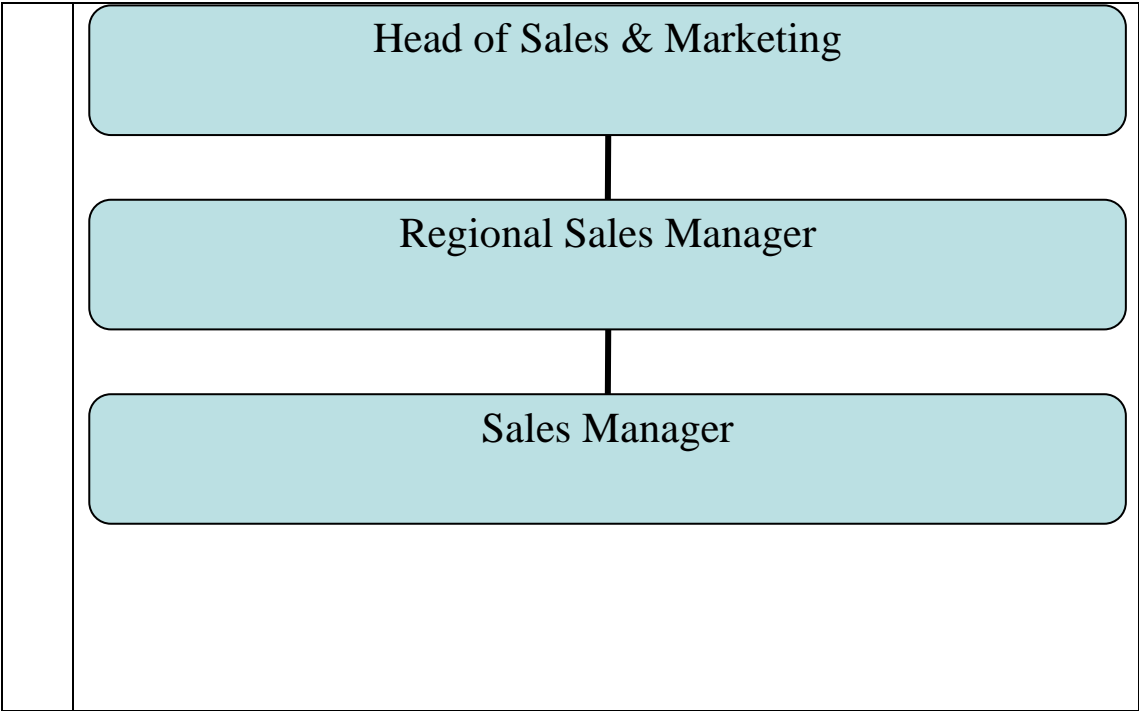 Head of Sales & Marketing
Regional Sales Manager
Sales Manager